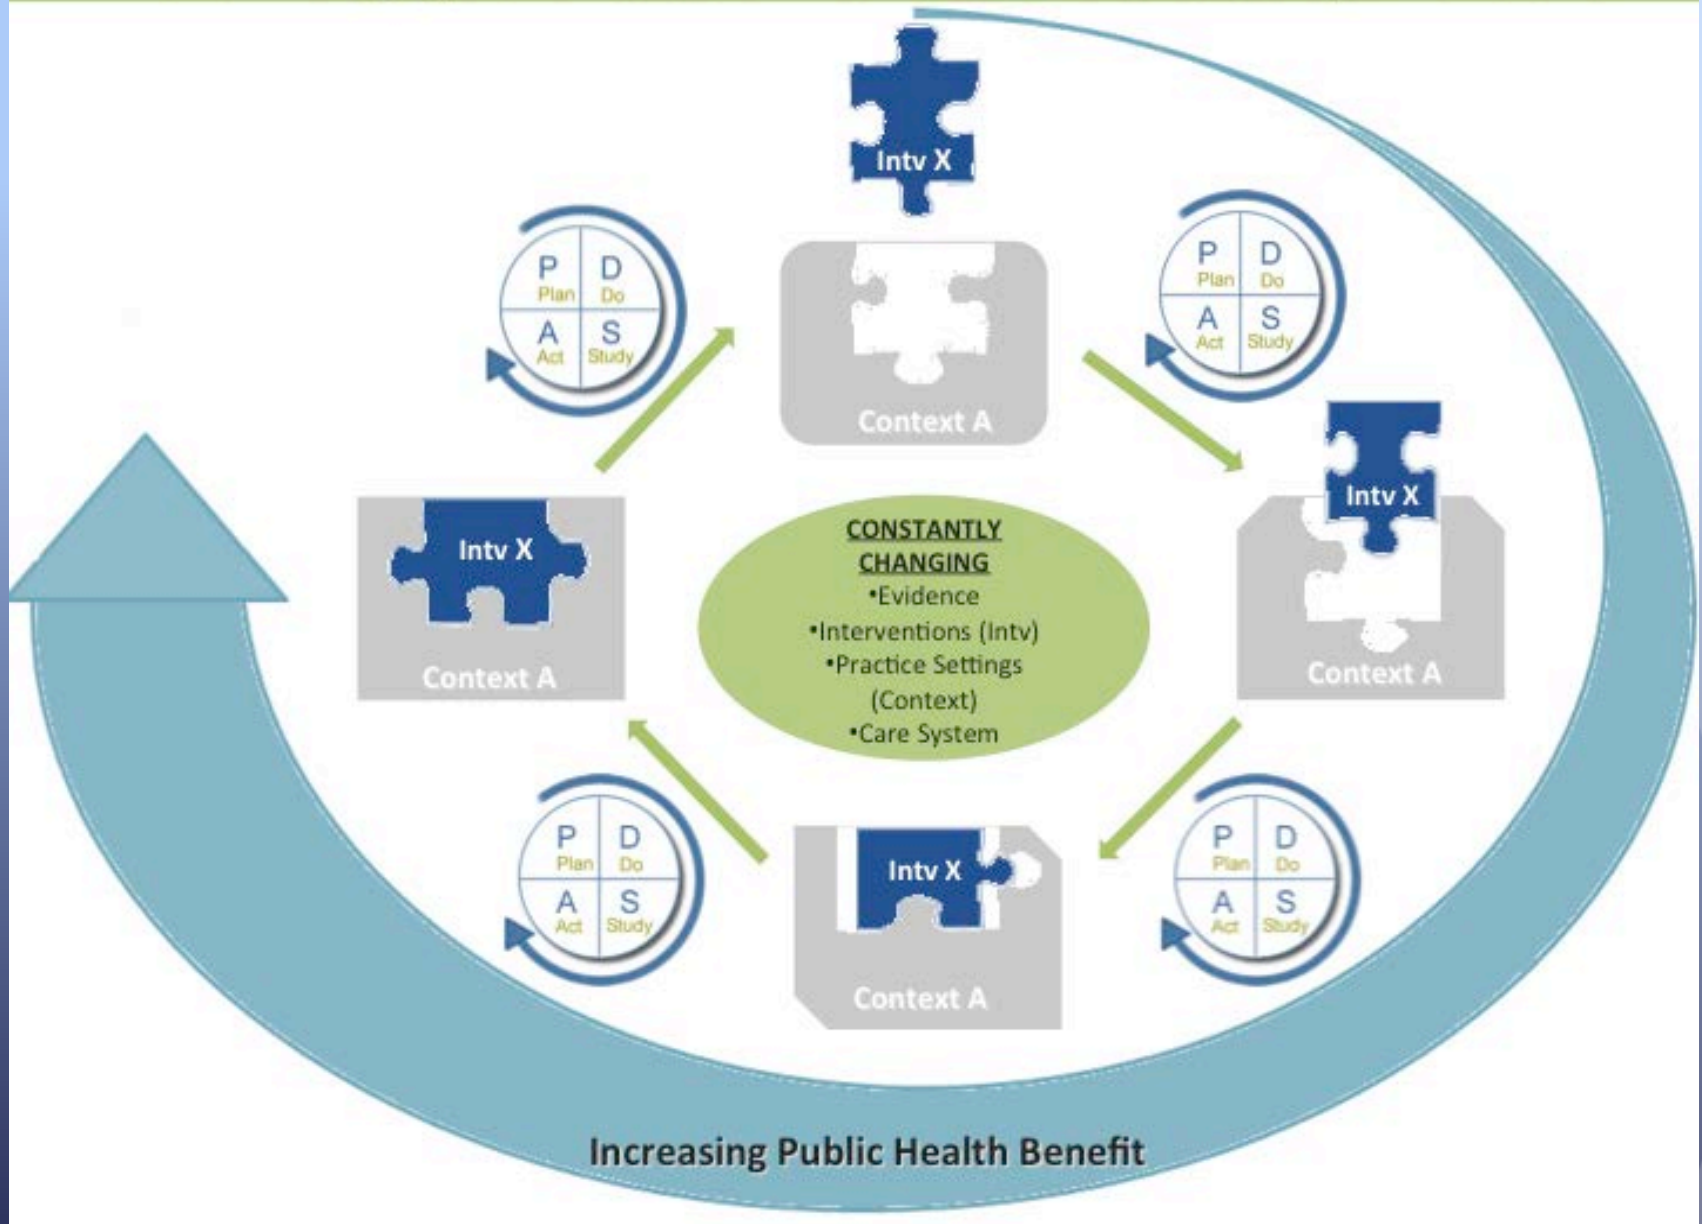 Intv X
P D
Plan Do
A S
Act Study
P D
Plan Do
A S
Act Study
Context A
Intv X
Context A
Intv X
Context A
CONSTANTLY
CHANGING
•Evidence
•Interventions (Intv)
•Practice Settings
(Context)
•Care System
P D
Plan Do
A S
Act Study
P D
Plan Do
A S
Act Study
Intv X
Context A
Increasing Public Health Benefit